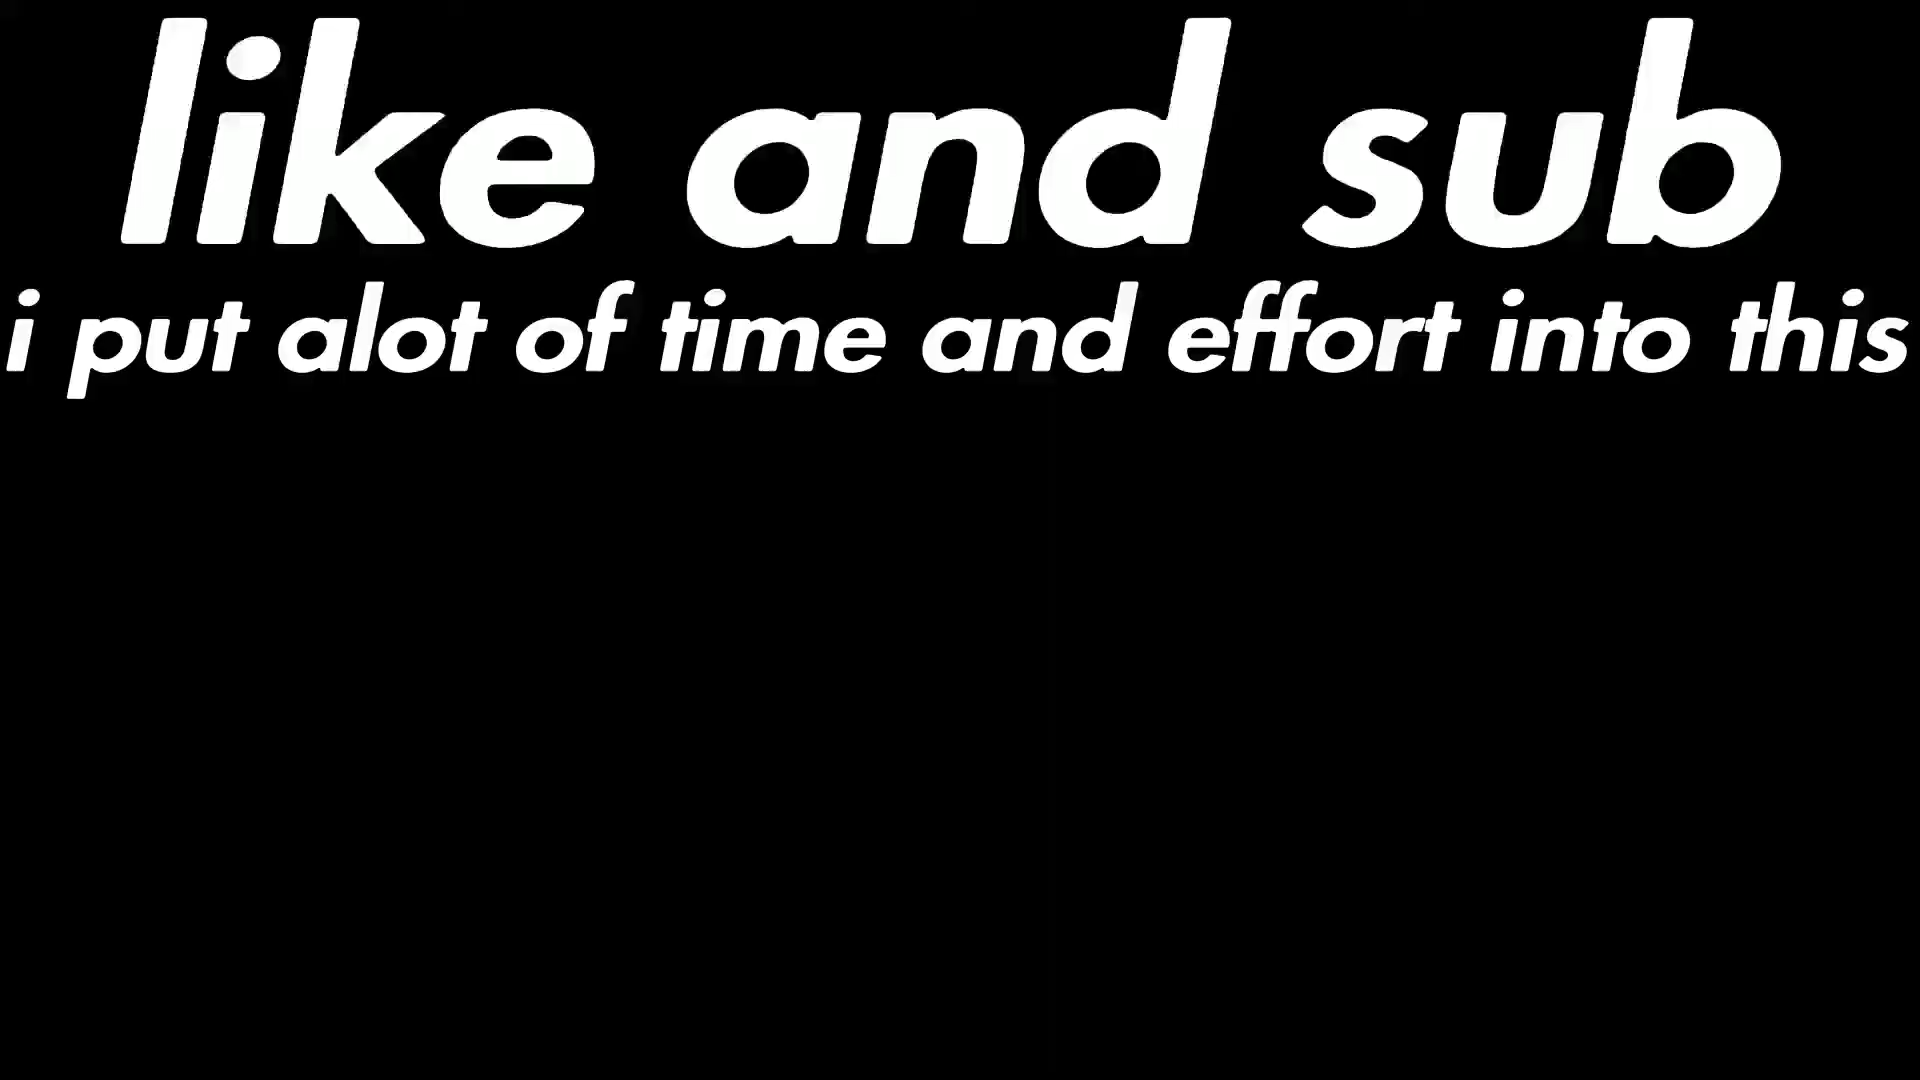 like and sub
i put alot of time and effort into this